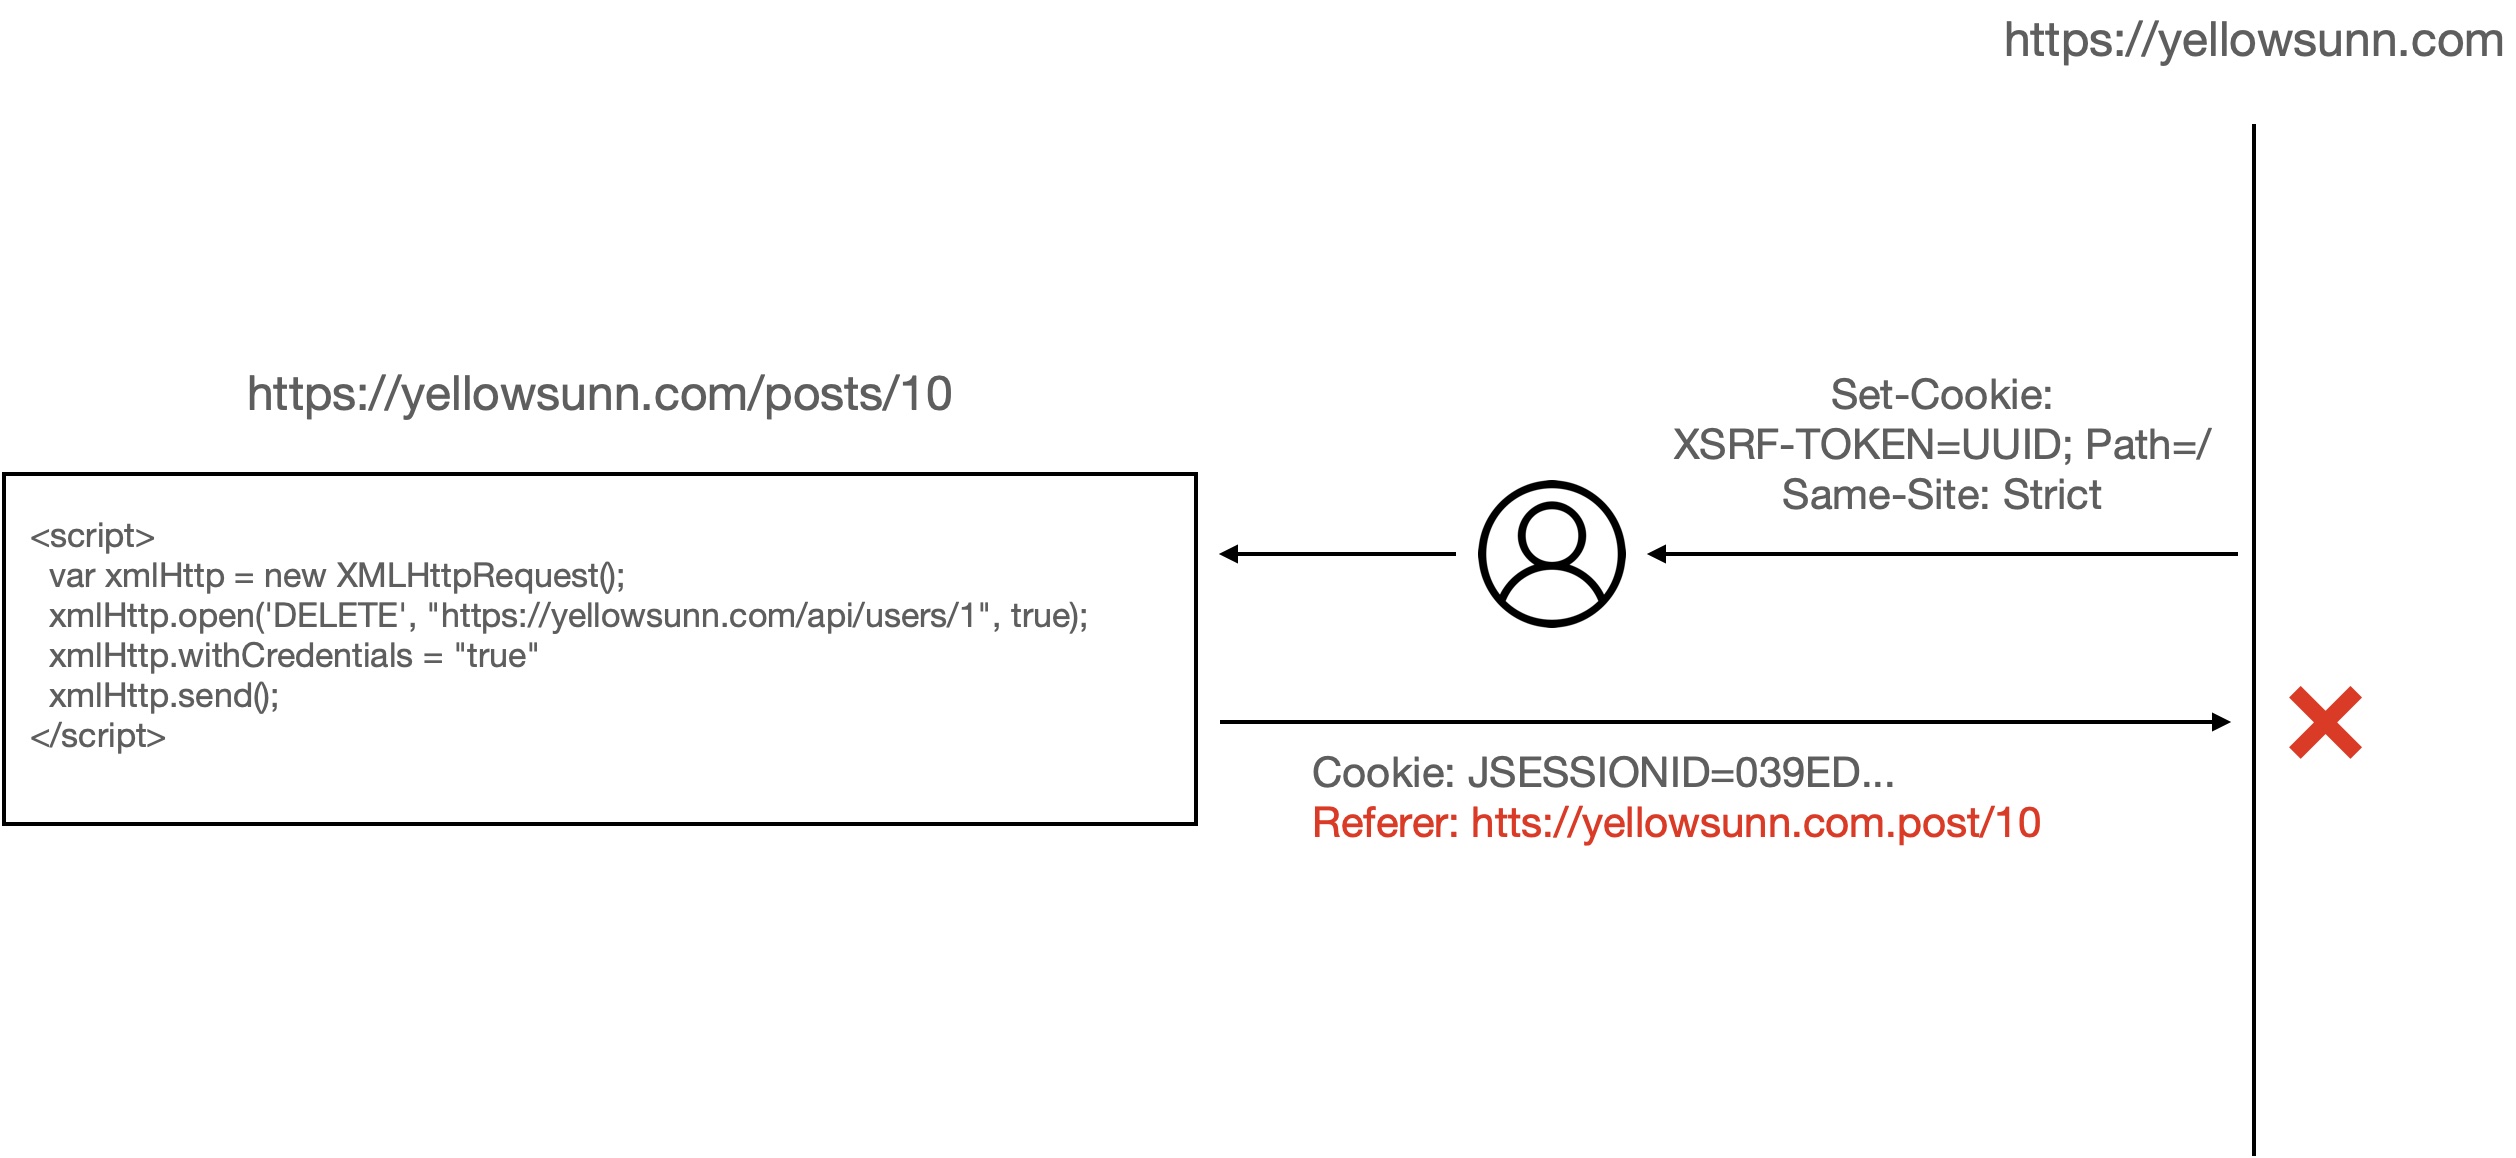 https://yellowsunn.com
https://yellowsunn.com/posts/10
Set-Cookie:
XSRF-TOKEN=UUID; Path=/
Same-Site: Strict
<script>
var xmlHttp = new XMLHttpRequest();
xmlHttp.open('DELETE', "https://yellowsunn.com/api/users/1", true);
xmlHttp.withCredentials = "true"
xmlHttp.send();
</script>
Cookie: JSESSIONID=039ED...
Referer: htts://yellowsunn.com.post/10